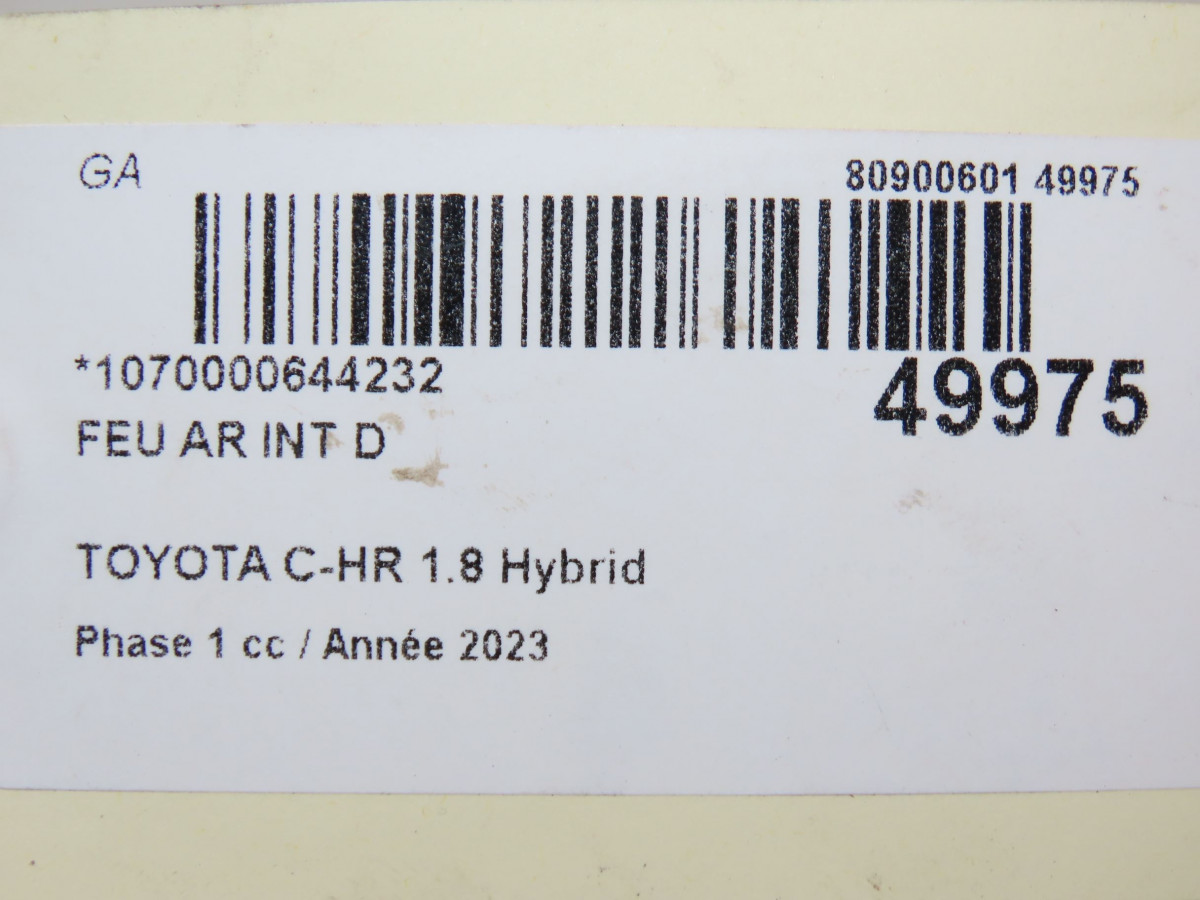 GA
80900601 49975
*1070000644232
49975
FEU AR INT D
TOYOTA C-HR 1.8 Hybrid
Phase 1 cc / Année 2023